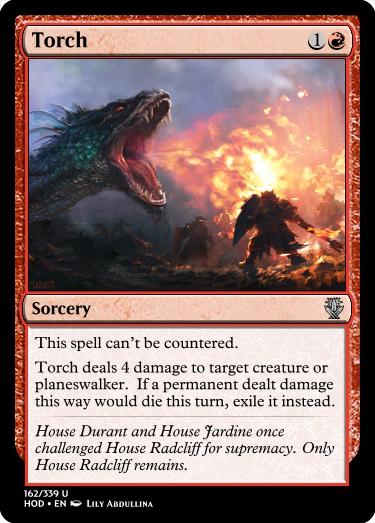 Torch
1
/SABASTI
Sorcery
This spell can't be countered.
Torch deals 4 damage to target creature or
planeswalker.  If a permanent dealt damage
this way would die this turn, exile it instead.
House Durant and House Jardine once
challenged House Radcliff for supremacy. Only
House Radcliff remains.
162/339 U
HOD • EN LILY ABDULLINA